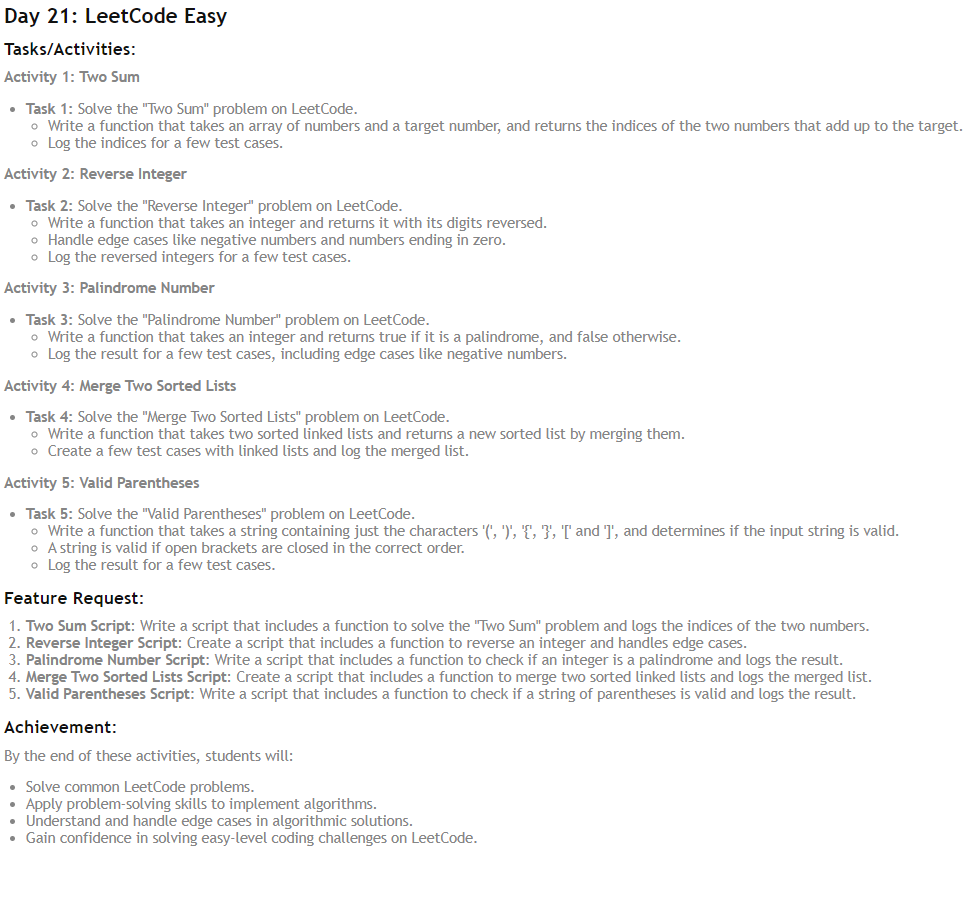 Day 21: LeetCode Easy
Tasks/Activities:
Activity 1: Two Sum
• Task 1: Solve the "Two Sum" problem on LeetCode.
◦ Write a function that takes an array of numbers and a target number, and returns the indices of the two numbers that add up to the target.
◦ Log the indices for a few test cases.
Activity 2: Reverse Integer
• Task 2: Solve the "Reverse Integer" problem on LeetCode.
◦ Write a function that takes an integer and returns it with its digits reversed.
◦ Handle edge cases like negative numbers and numbers ending in zero.
◦ Log the reversed integers for a few test cases.
Activity 3: Palindrome Number
• Task 3: Solve the "Palindrome Number" problem on LeetCode.
◦ Write a function that takes an integer and returns true if it is a palindrome, and false otherwise.
◦ Log the result for a few test cases, including edge cases like negative numbers.
Activity 4: Merge Two Sorted Lists
• Task 4: Solve the "Merge Two Sorted Lists" problem on LeetCode.
◦ Write a function that takes two sorted linked lists and returns a new sorted list by merging them.
◦ Create a few test cases with linked lists and log the merged list.
Activity 5: Valid Parentheses
• Task 5: Solve the "Valid Parentheses" problem on LeetCode.
◦ Write a function that takes a string containing just the characters '(', ')', '{', '}', '[' and ']', and determines if the input string is valid.
◦ A string is valid if open brackets are closed in the correct order.
◦ Log the result for a few test cases.
Feature Request:
1. Two Sum Script: Write a script that includes a function to solve the "Two Sum" problem and logs the indices of the two numbers.
2. Reverse Integer Script: Create a script that includes a function to reverse an integer and handles edge cases.
3. Palindrome Number Script: Write a script that includes a function to check if an integer is a palindrome and logs the result.
4. Merge Two Sorted Lists Script: Create a script that includes a function to merge two sorted linked lists and logs the merged list.
5. Valid Parentheses Script: Write a script that includes a function to check if a string of parentheses is valid and logs the result.
Achievement:
By the end of these activities, students will:
• Solve common LeetCode problems.
• Apply problem-solving skills to implement algorithms.
• Understand and handle edge cases in algorithmic solutions.
• Gain confidence in solving easy-level coding challenges on LeetCode.